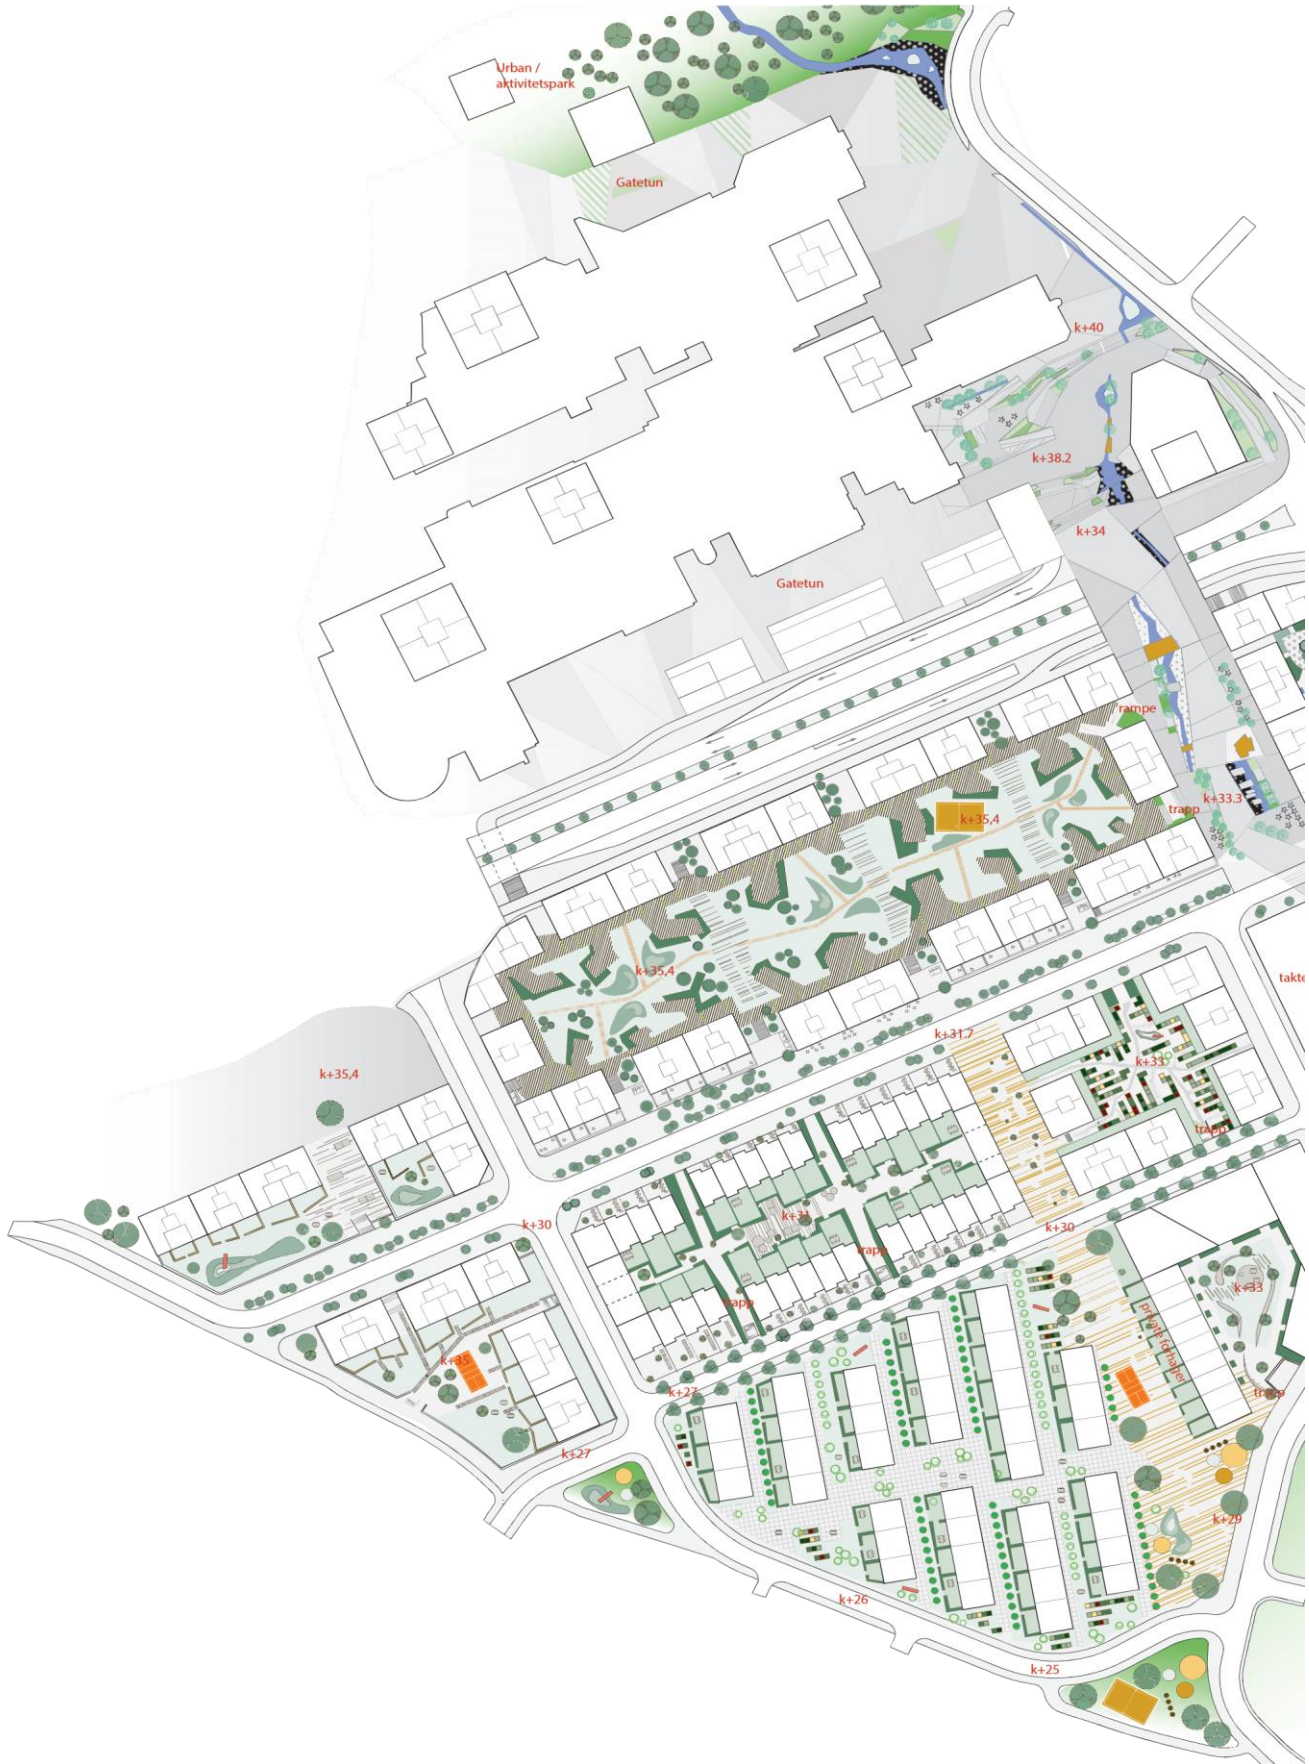 Urban /
aktivitetspark
Gatetun
k+40
k+38.2
k+34
Gatetun
rampe
k+33.3
trapp
k+35,4
k+35,4
takte
k+31.7
k+33
k+35,4
trapp
k+31
k+30
k+30
trapp
k+33
trapp
private forhager
k+35
k+27
trapp
k+27
k+29
k+26
k+25